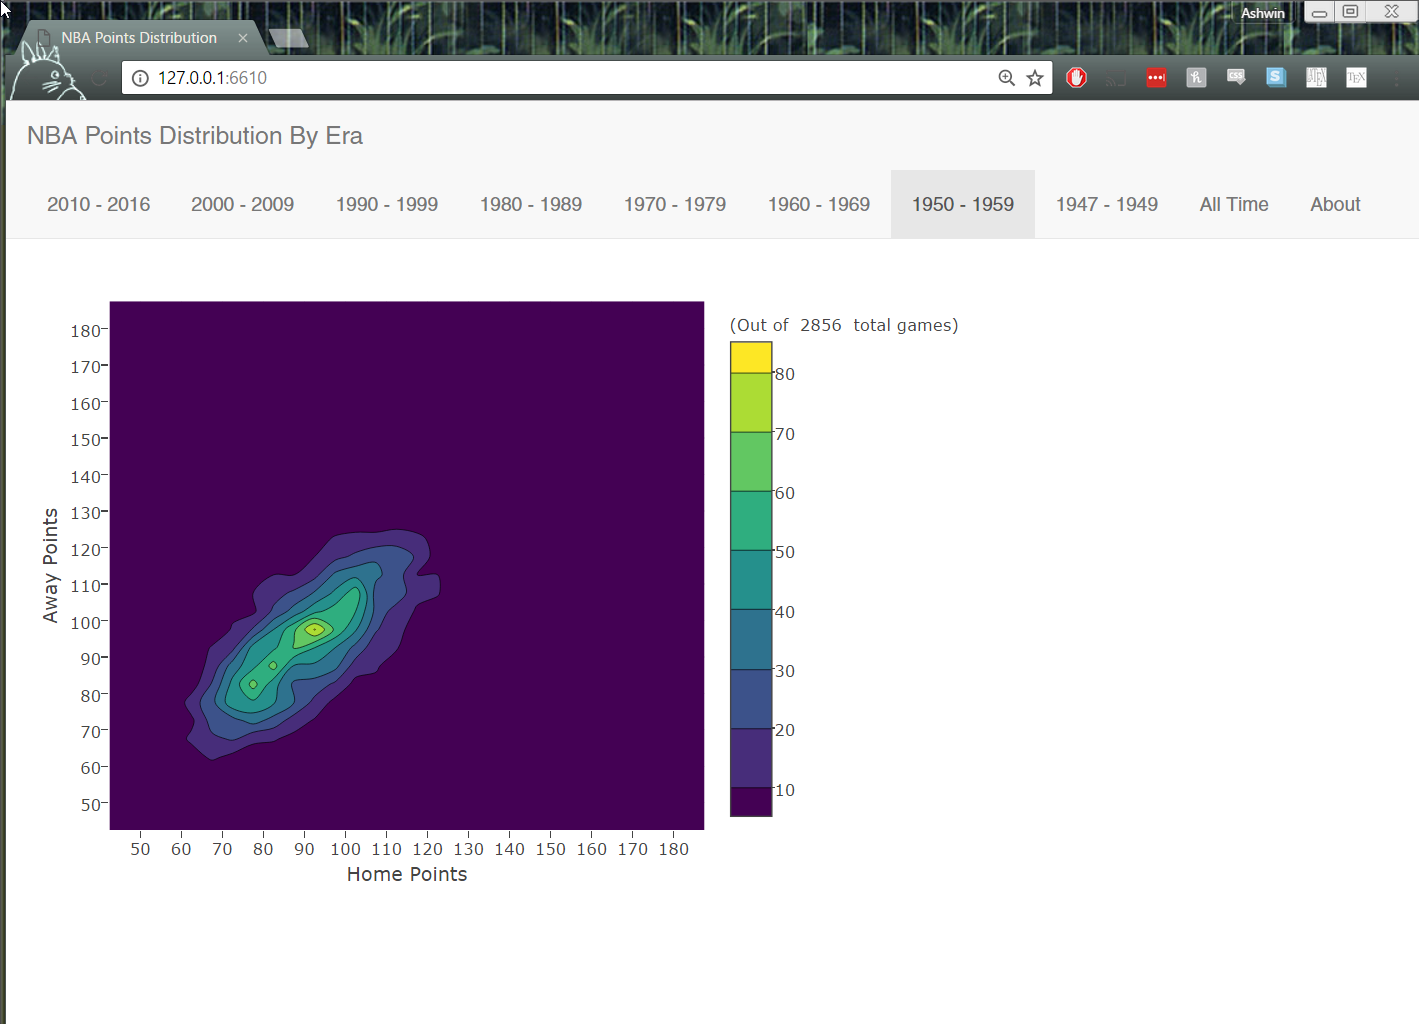 Ashwin
NBA Points Distribution
127.0.0.1:6610
CSS
S
TEX
NBA Points Distribution By Era
2010 - 2016 2000 - 2009 1990 - 1999 1980 - 1989 1970 - 1979 1960 - 1969 1950 - 1959 1947 - 1949 All Time About
(Out of 2856 total games)
180
170
160
150
140
130
120
110
100
90
80
70
60
50
Away Points
80
70
60
50
40
30
20
10
50 60 70 80 90 100 110 120 130 140 150 160 170 180
Home Points